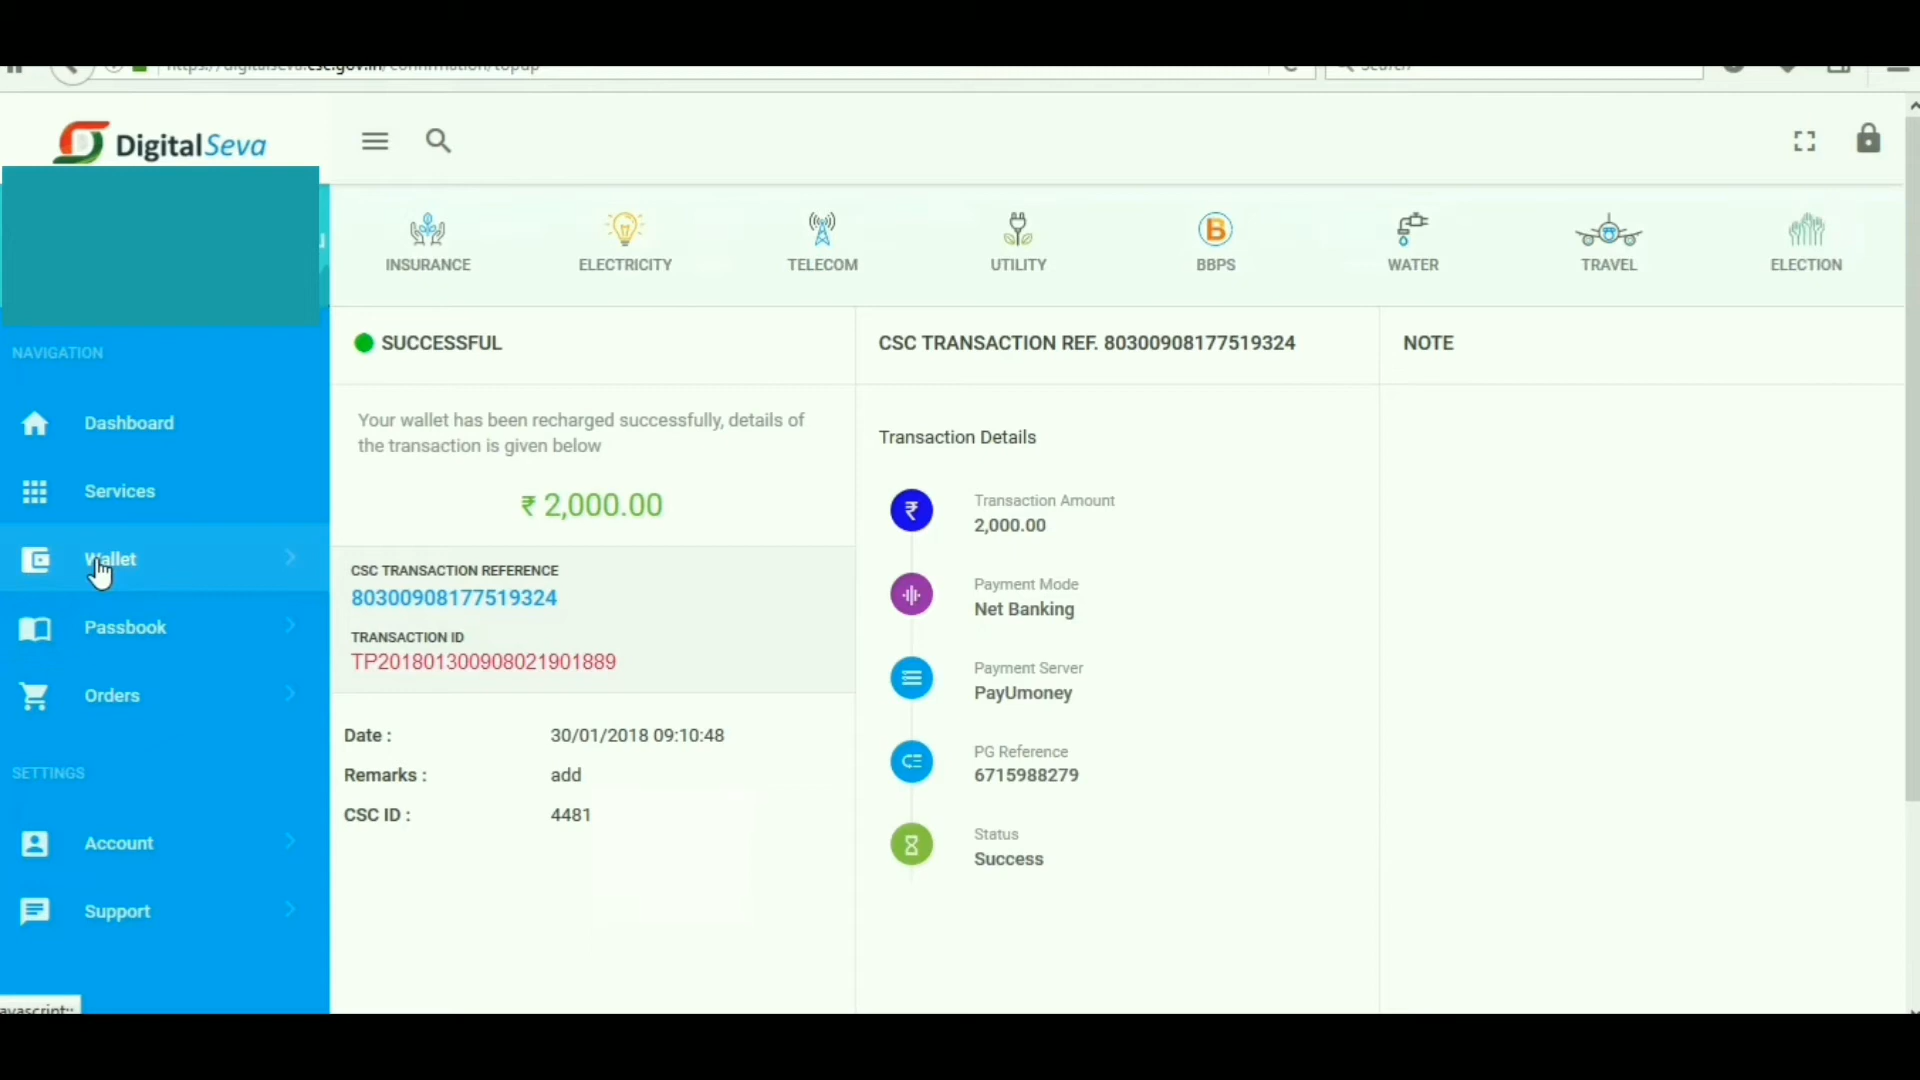 DigitalSeva
INSURANCE
ELECTRICITY
TELECOM
UTILITY
BBPS
WATER
TRAVEL
ELECTION
NAVIGATION
Dashboard
Services
Wallet
Passbook
Orders
SETTINGS
Account
Support
SUCCESSFUL
Your wallet has been recharged successfully, details of
the transaction is given below
₹ 2,000.00
CSC TRANSACTION REFERENCE
80300908177519324
TRANSACTION ID
TP201801300908021901889
Date : 30/01/2018 09:10:48
Remarks : add
CSC ID : 4481
CSC TRANSACTION REF. 80300908177519324
Transaction Details
Transaction Amount
2,000.00
Payment Mode
Net Banking
Payment Server
PayUmoney
PG Reference
6715988279
Status
Success
NOTE